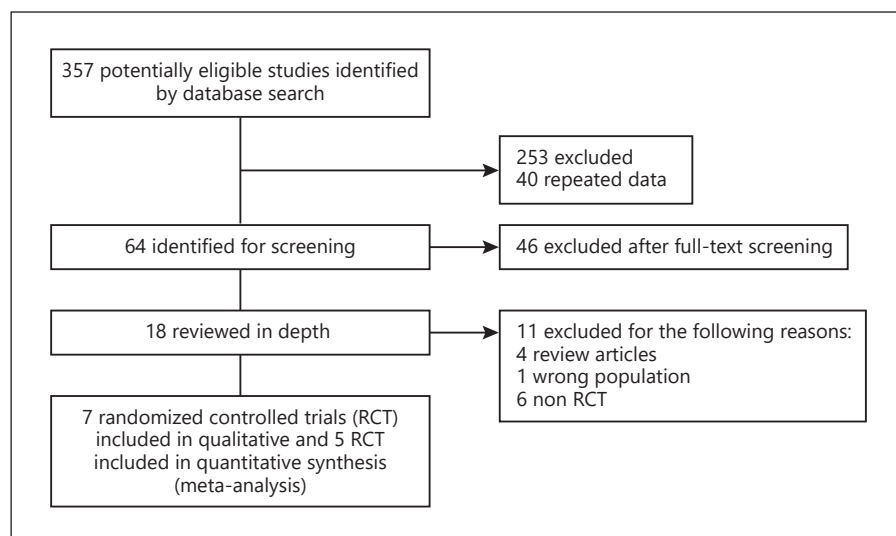 357 potentially eligible studies identified
by database search
253 excluded
40 repeated data
64 identified for screening
46 excluded after full-text screening
18 reviewed in depth
11 excluded for the following reasons:
4 review articles
1 wrong population
6 non RCT
7 randomized controlled trials (RCT)
included in qualitative and 5 RCT
included in quantitative synthesis
(meta-analysis)